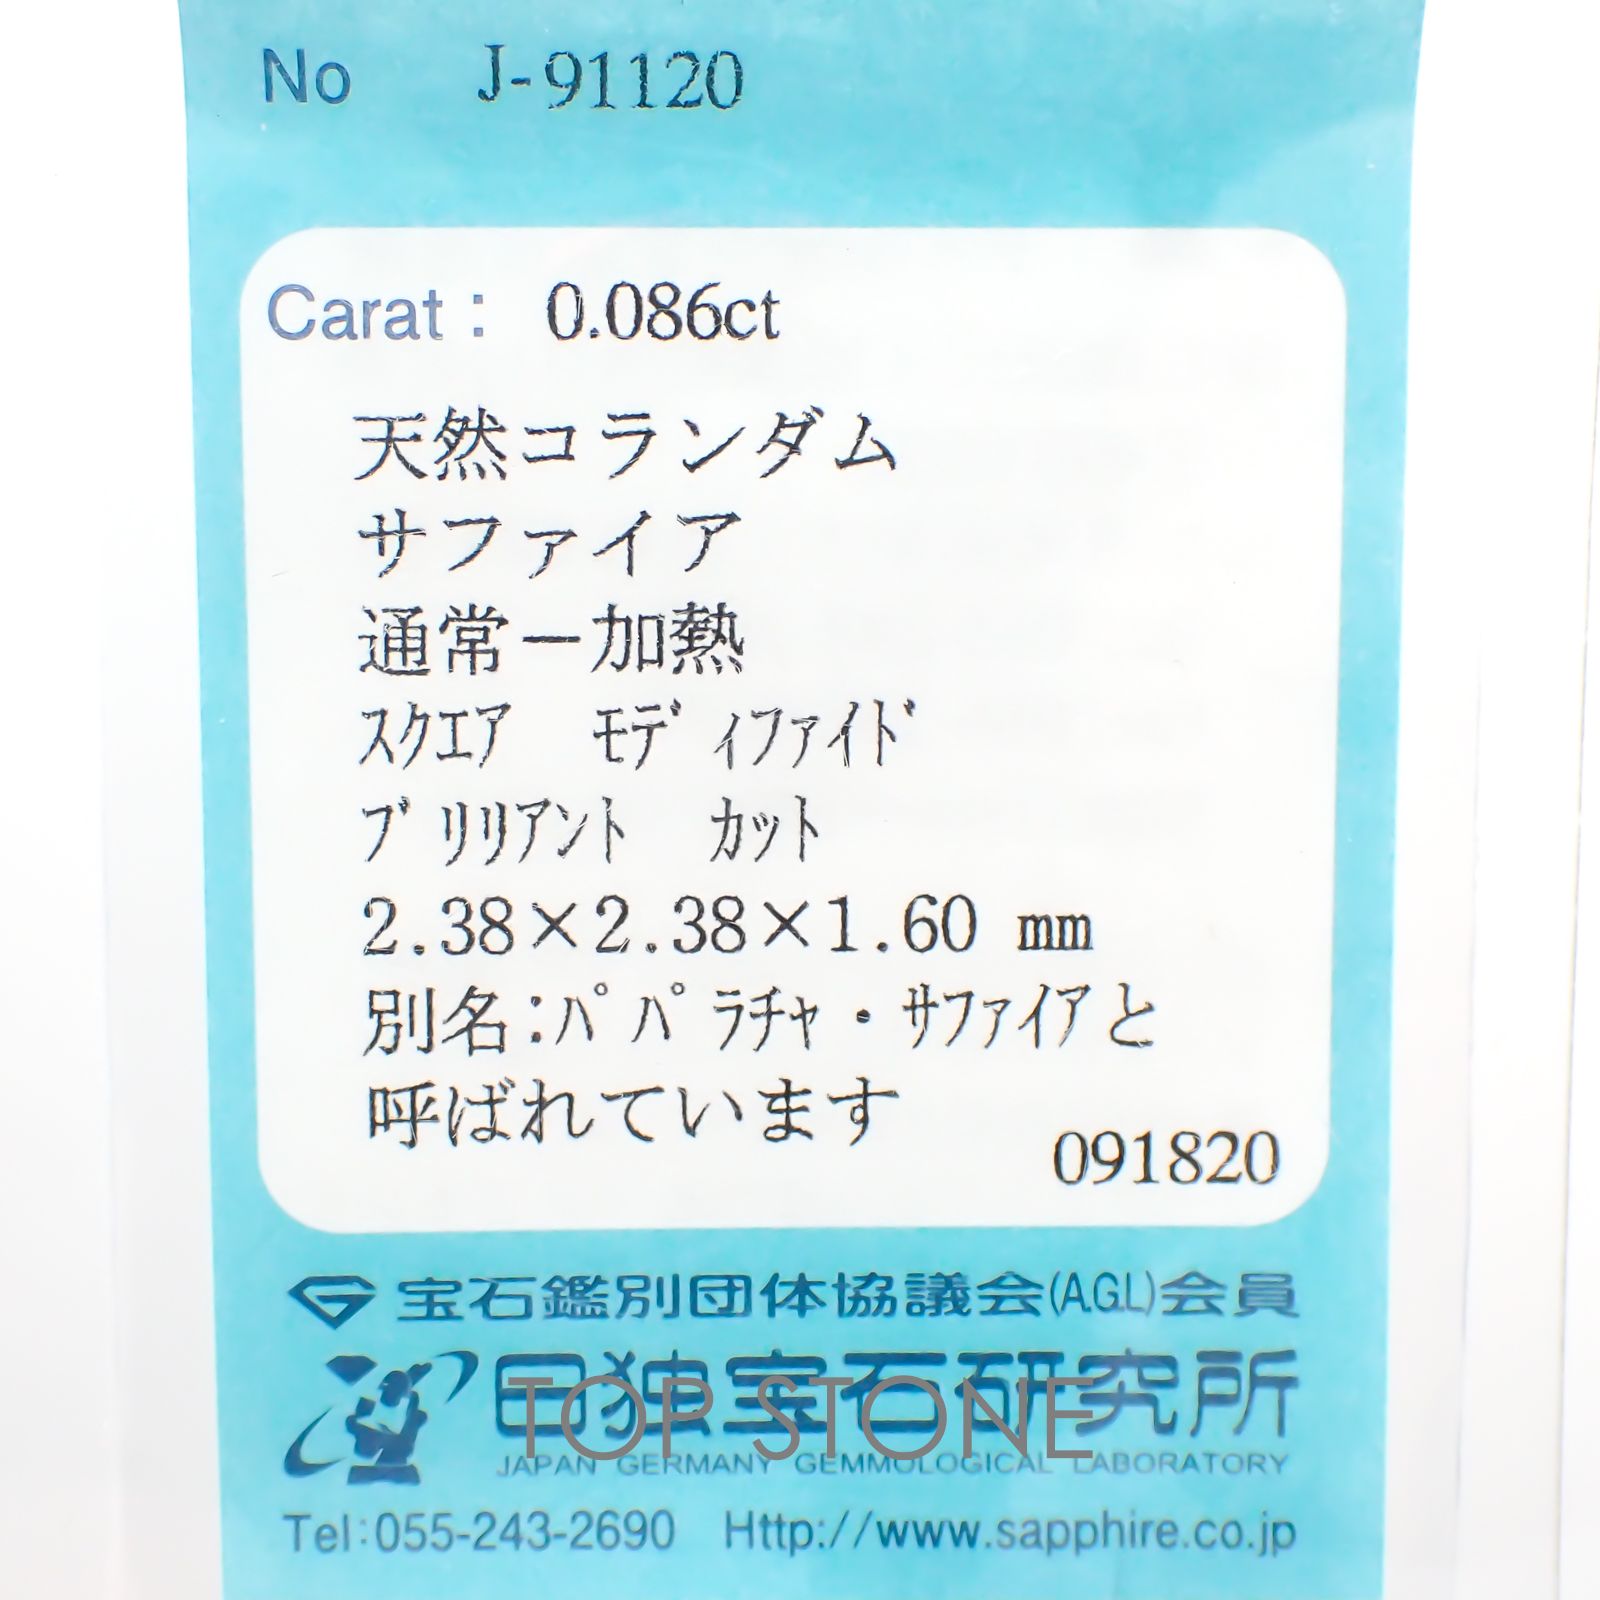 No J-91120
Carat : 0.086ct
天然コランダム
サファイア
通常－加熱
ｽｸｴｱ ﾓﾃﾞｨﾌｧｲﾄﾞ
ﾌﾞﾘﾘｱﾝﾄ ｶｯﾄ
2.38×2.38×1.60 mm
別名:ﾊﾟﾊﾟﾗﾁｬ・ｻﾌｧｲｱと
呼ばれています
091820
宝石鑑別団体協議会(A.G.L)会員
日独宝石研究所
TOP STONE
JAPAN GERMANY GEMMOLOGICAL LABORATORY
Tel:055-243-2690 Http://www.sapphire.co.jp